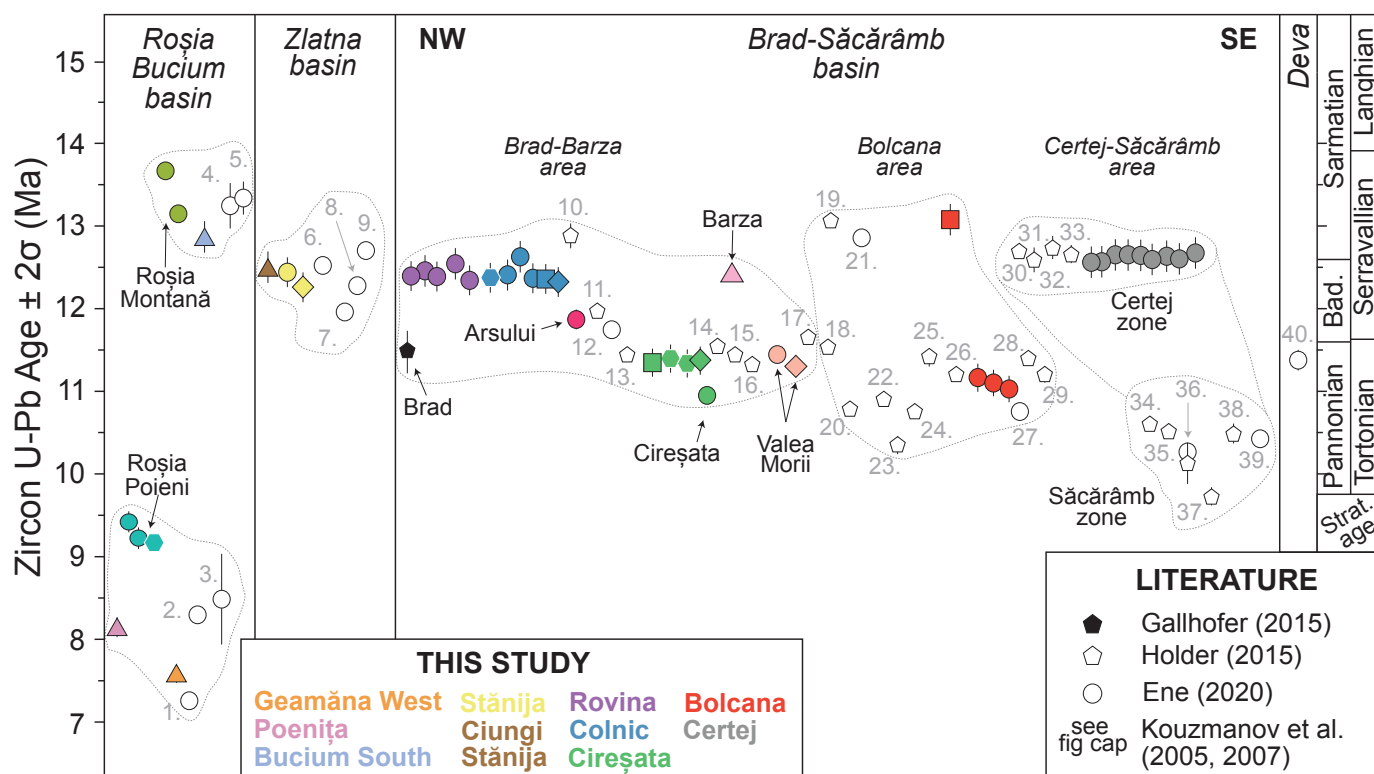 Zircon U-Pb Age ± 2σ (Ma)
15
14
13
12
11
10
9
8
7
Roșia
Bucium
basin
Zlatna
basin
NW
Brad-Săcărâmb
basin
SE
Deva
Sarmatian
Bad.
Pannonian
Strat.
age
Langhian
Serravallian
Tortonian
Brad-Barza
area
Bolcana
area
Certej-Săcărâmb
area
4.
5.
Roșia
Montană
Roșia
Poieni
3.
2.
1.
6.
8.
9.
7.
10.
Barza
Arsului
11.
12.
13.
14.
15.
16.
17.
Brad
Cireșata
Valea
Morii
18.
19.
21.
20.
22.
23.
24.
25.
26.
27.
28.
29.
30.
31.
32.
33.
Certej
zone
34.
35.
36.
37.
38.
39.
Săcărâmb
zone
40.
THIS STUDY
Geamăna West
Poenița
Bucium South
Stănija
Ciungi
Stănija
Rovina
Colnic
Cireșata
Bolcana
Certej
LITERATURE
Gallhofer (2015)
Holder (2015)
Ene (2020)
see
fig cap
Kouzmanov et al.
(2005, 2007)